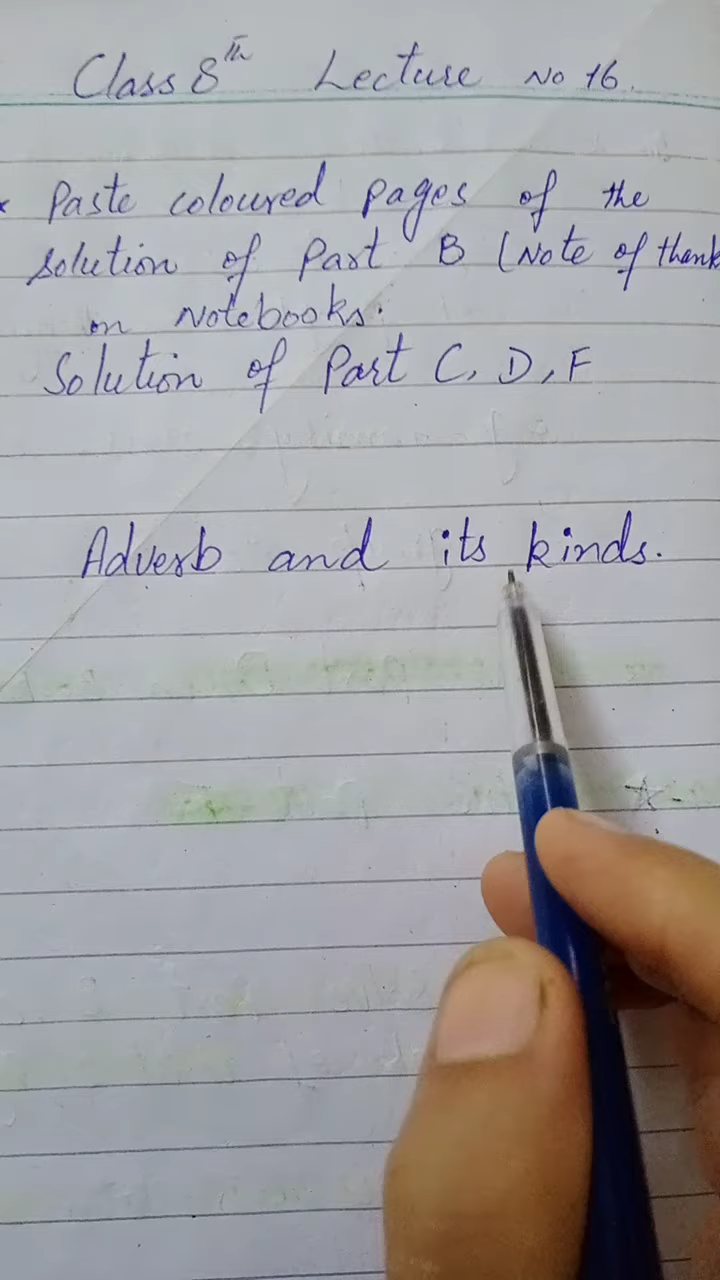 Class 8th Lecture No 16.
* Paste coloured pages of the
solution of Part B (Note of thank
on Notebooks.
Solution of Part C, D, F
Adverb and its kinds.